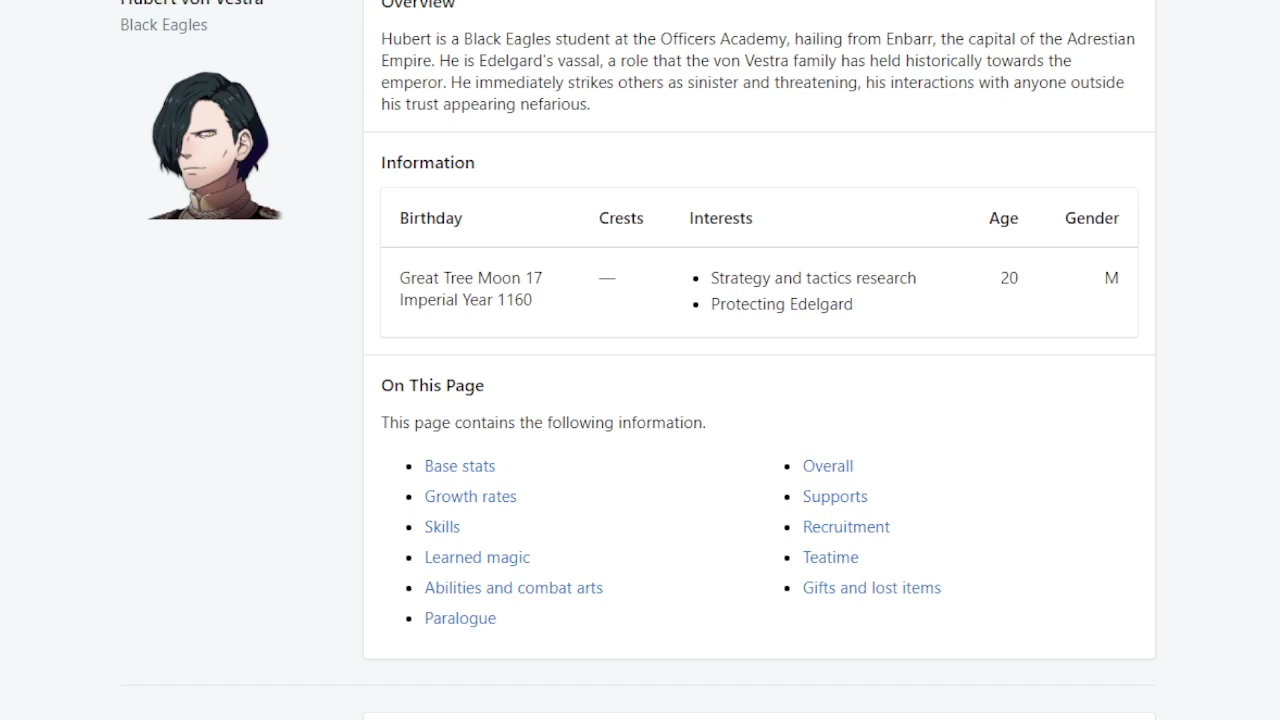 Hubert von Vestra
Black Eagles
Overview
Hubert is a Black Eagles student at the Officers Academy, hailing from Enbarr, the capital of the Adrestian
Empire. He is Edelgard's vassal, a role that the von Vestra family has held historically towards the
emperor. He immediately strikes others as sinister and threatening, his interactions with anyone outside
his trust appearing nefarious.
Information
Birthday Crests Interests Age Gender
Great Tree Moon 17 — • Strategy and tactics research 20 M
Imperial Year 1160 • Protecting Edelgard
On This Page
This page contains the following information.
• Base stats
• Growth rates
• Skills
• Learned magic
• Abilities and combat arts
• Paralogue
• Overall
• Supports
• Recruitment
• Teatime
• Gifts and lost items